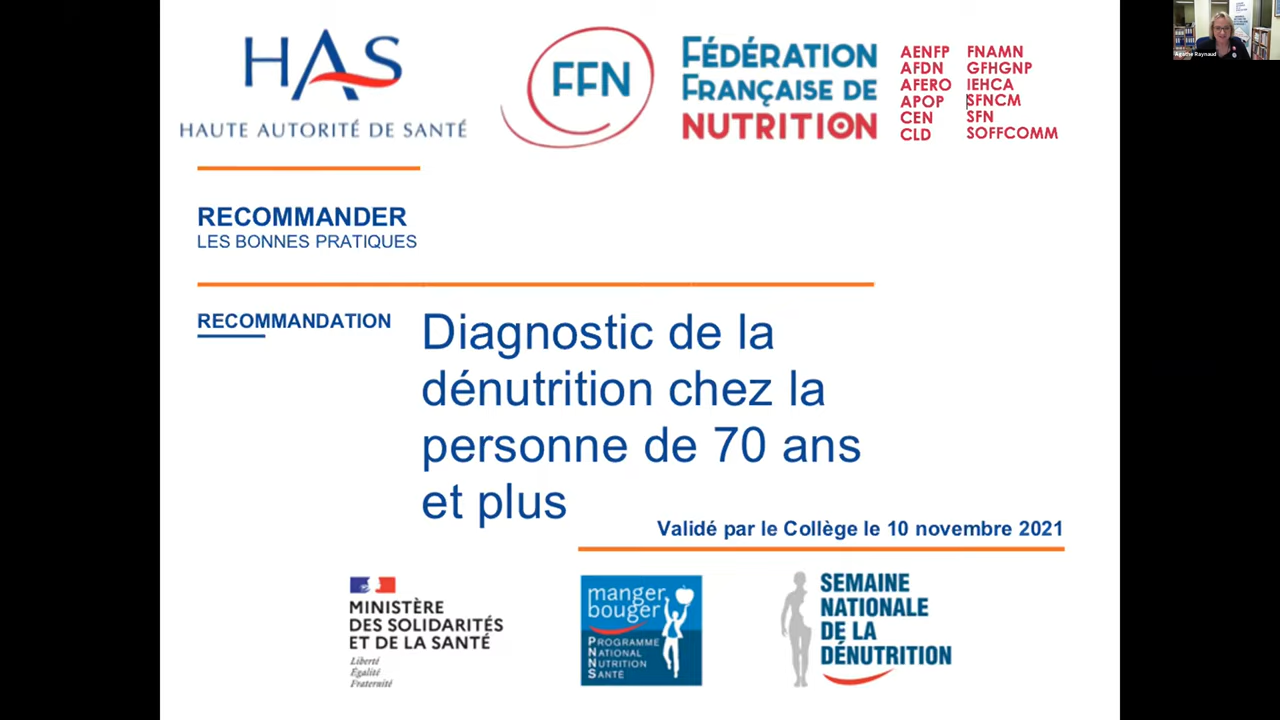 HAS
HAUTE AUTORITÉ DE SANTÉ
FFN
FÉDÉRATION
FRANÇAISE DE
NUTRITION
AENFP
AFDN
AFERO
APOP
CEN
CLD
FNAMN
GFHGNP
IEHCA
SFNCM
SFN
SOFFCOMM
Agathe Raynaud
RECOMMANDER
LES BONNES PRATIQUES
RECOMMANDATION
Diagnostic de la
dénutrition chez la
personne de 70 ans
et plus
Validé par le Collège le 10 novembre 2021
MINISTÈRE
DES SOLIDARITÉS
ET DE LA SANTÉ
Liberté
Égalité
Fraternité
manger
bouger
PROGRAMME
NATIONAL
NUTRITION
SANTÉ
SEMAINE
NATIONALE
DE LA
DÉNUTRITION